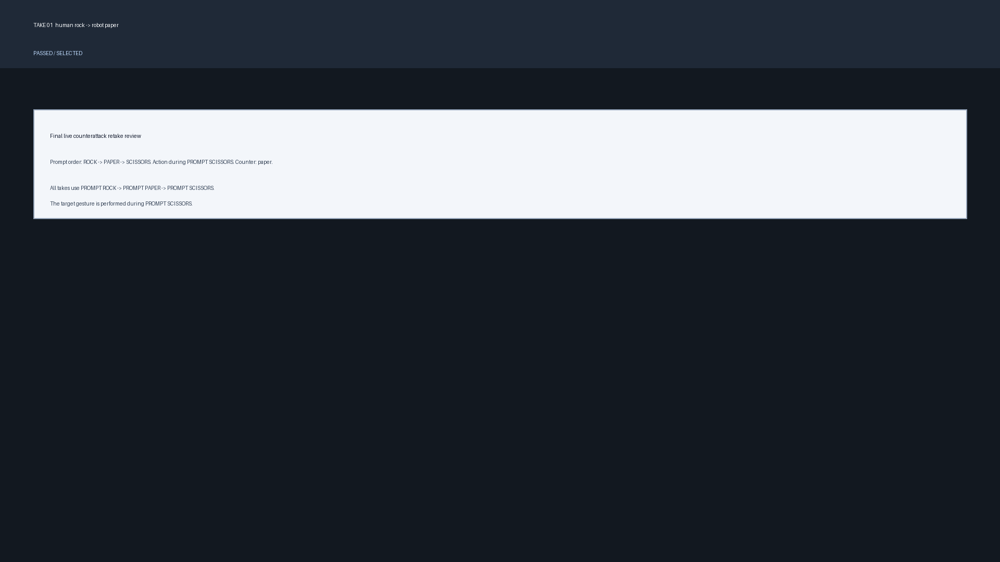 TAKE 01 human rock -> robot paper
PASSED / SELECTED
Final live counterattack retake review
Prompt order: ROCK -> PAPER -> SCISSORS. Action during PROMPT SCISSORS. Counter: paper.
All takes use PROMPT ROCK -> PROMPT PAPER -> PROMPT SCISSORS.
The target gesture is performed during PROMPT SCISSORS.